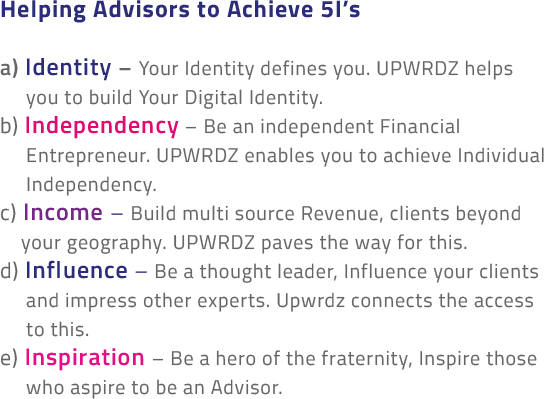 Helping Advisors to Achieve 5I’s
a) Identity – Your Identity defines you. UPWRDZ helps
you to build Your Digital Identity.
b) Independency – Be an independent Financial
Entrepreneur. UPWRDZ enables you to achieve Individual
Independency.
c) Income – Build multi source Revenue, clients beyond
your geography. UPWRDZ paves the way for this.
d) Influence – Be a thought leader, Influence your clients
and impress other experts. Upwrdz connects the access
to this.
e) Inspiration – Be a hero of the fraternity, Inspire those
who aspire to be an Advisor.